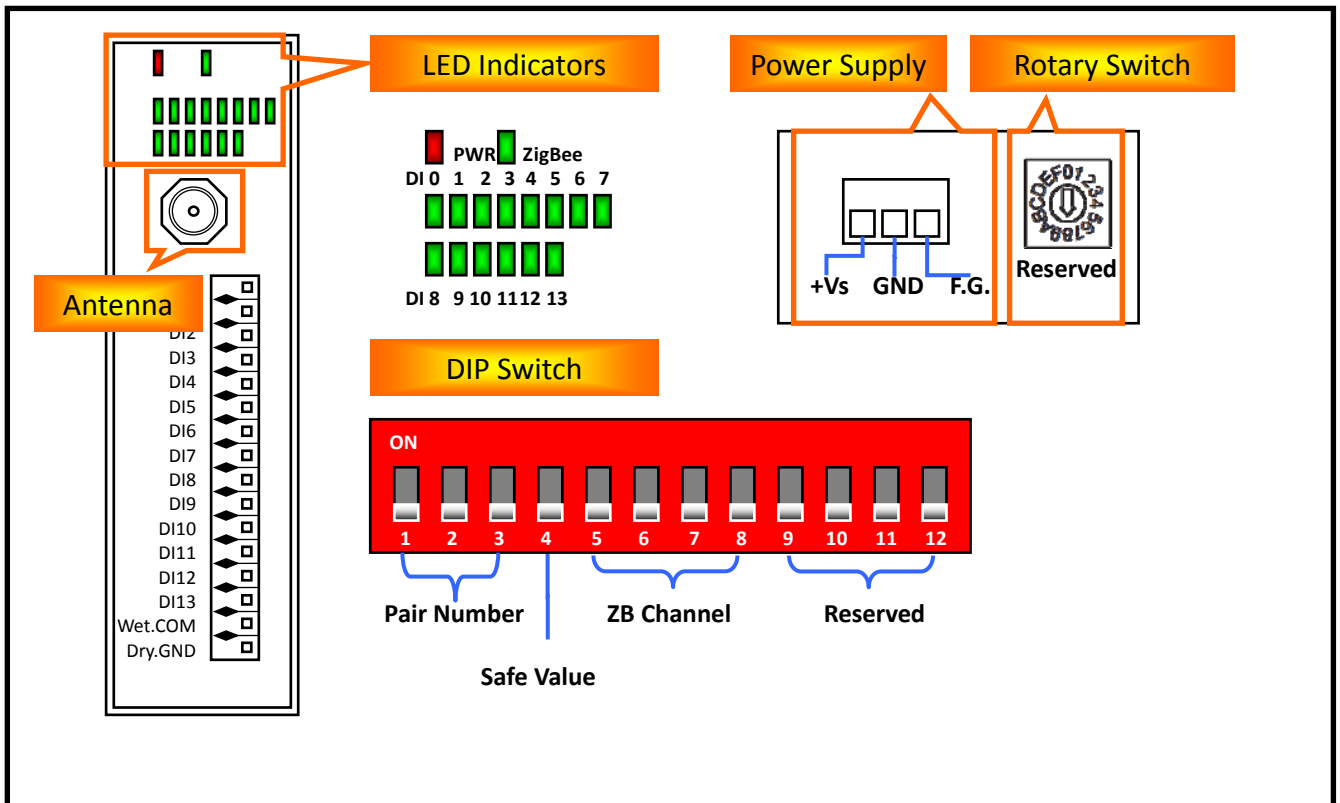 LED Indicators
Power Supply
Rotary Switch
PWR ZigBee
DI 0 1 2 3 4 5 6 7
DI 8 9 10 11 12 13
+Vs GND F.G.
CDEF0123456789AB
Reserved
Antenna
DI2
DI3
DI4
DI5
DI6
DI7
DI8
DI9
DI10
DI11
DI12
DI13
Wet.COM
Dry.GND
DIP Switch
ON
1 2 3 4 5 6 7 8 9 10 11 12
Pair Number
ZB Channel
Reserved
Safe Value